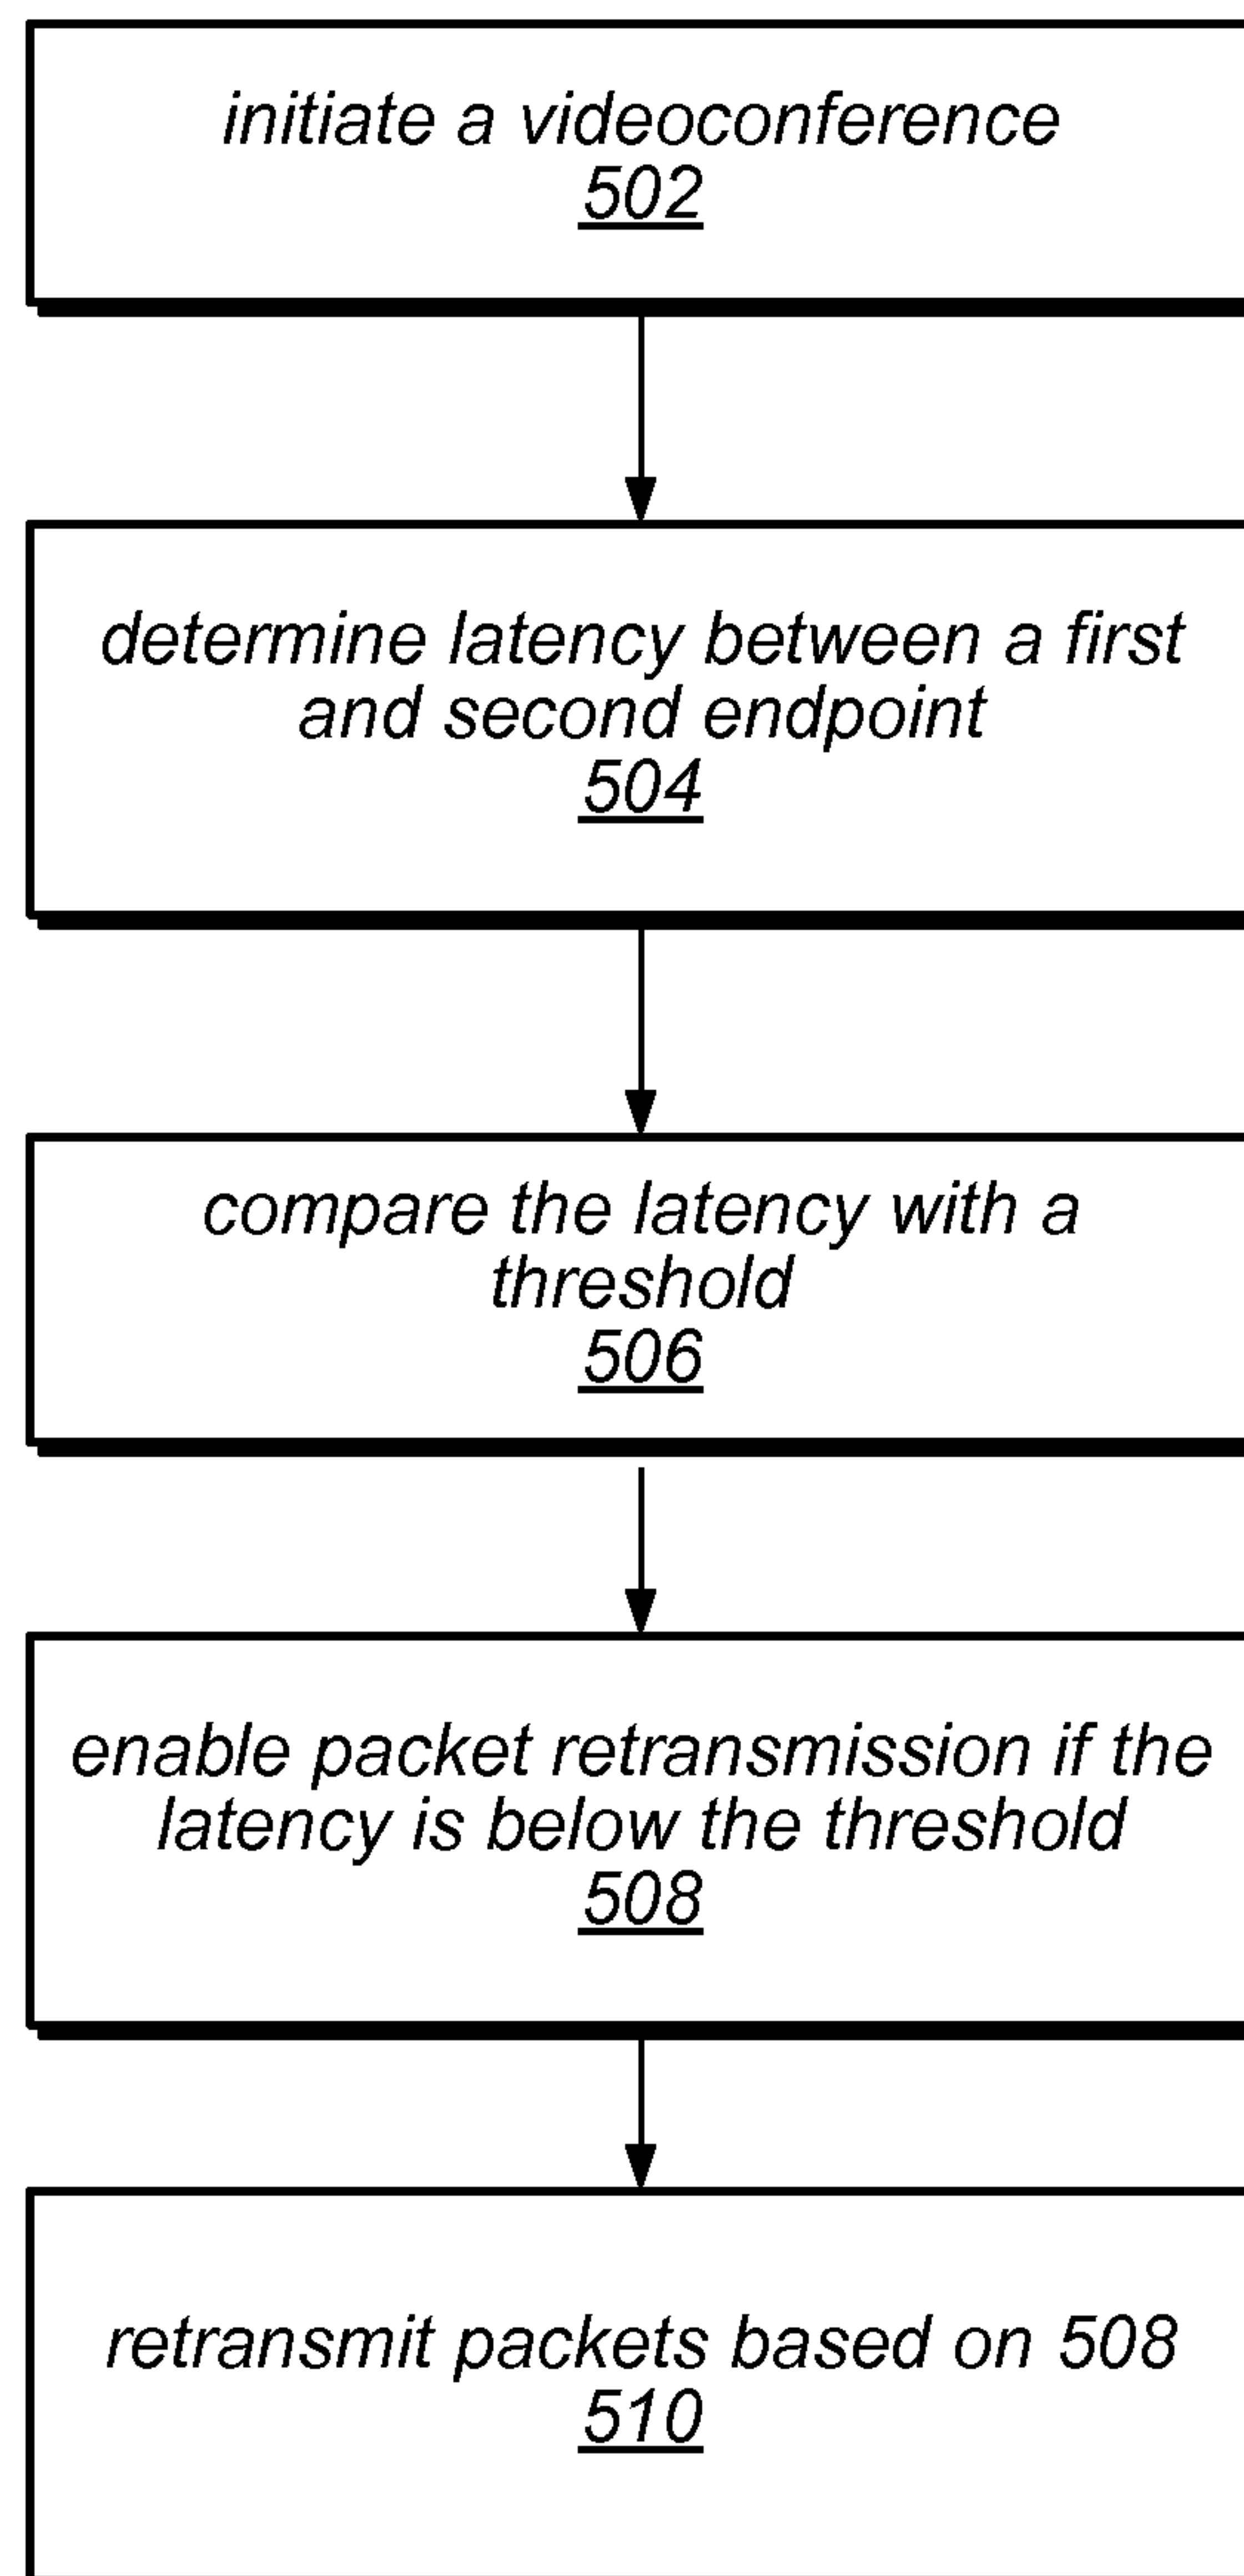 initiate a videoconference
502
determine latency between a first
and second endpoint
504
compare the latency with a
threshold
506
enable packet retransmission if the
latency is below the threshold
508
retransmit packets based on 508
510